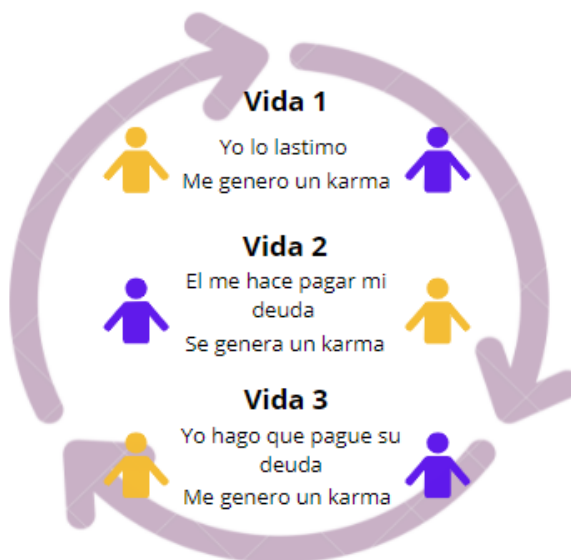 Vida 1
Yo lo lastimo
Me genero un karma
Vida 2
El me hace pagar mi
deuda
Se genera un karma
Vida 3
Yo hago que pague su
deuda
Me genero un karma